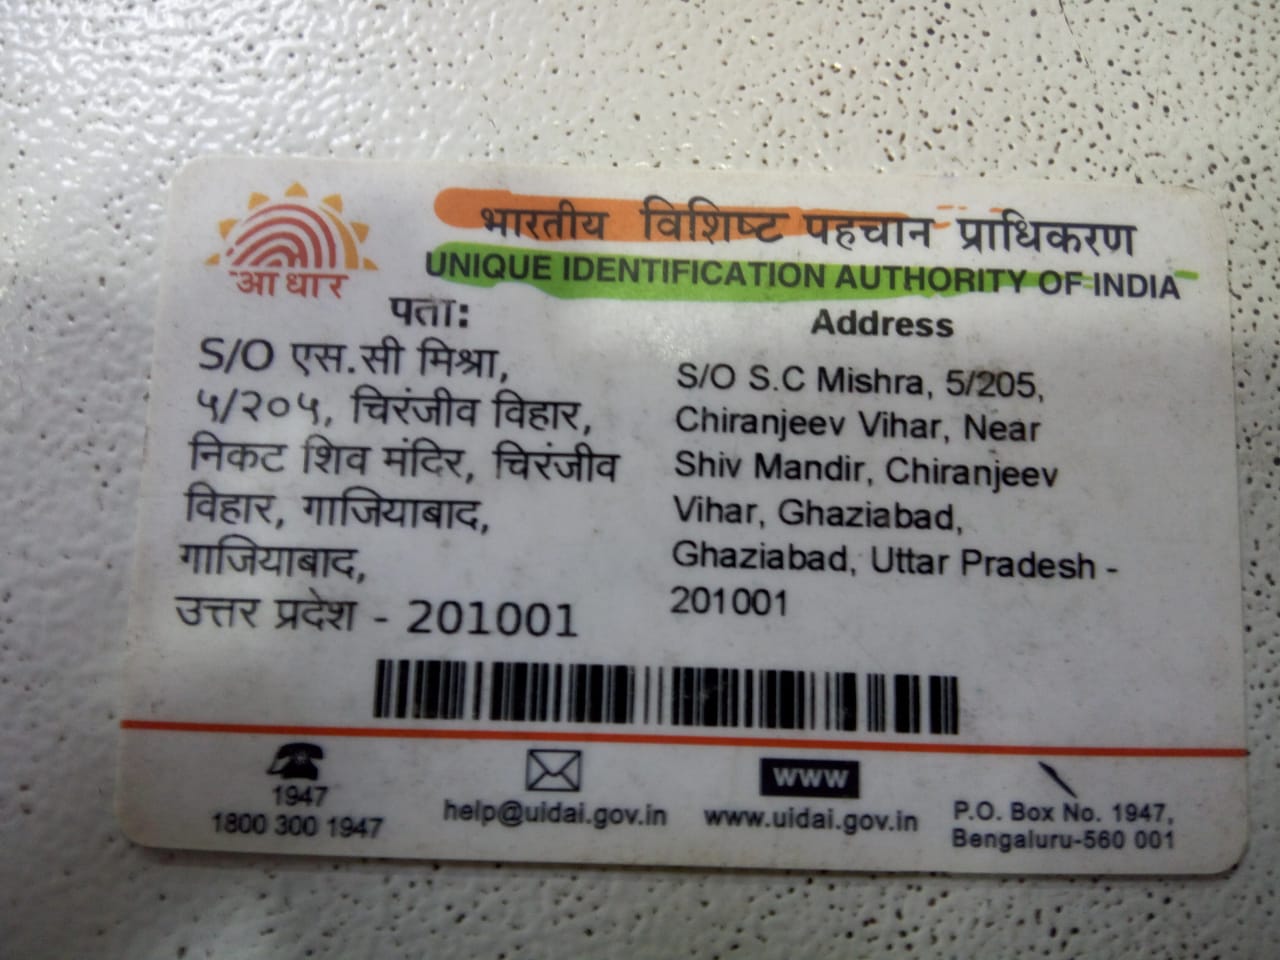 भारतीय विशिष्ट पहचान प्राधिकरण
UNIQUE IDENTIFICATION AUTHORITY OF INDIA
आधार
पता:
S/O एस.सी मिश्रा,
५/२०५, चिरंजीव विहार,
निकट शिव मंदिर, चिरंजीव
विहार, गाजियाबाद,
गाजियाबाद,
उत्तर प्रदेश - 201001
Address
S/O S.C Mishra, 5/205,
Chiranjeev Vihar, Near
Shiv Mandir, Chiranjeev
Vihar, Ghaziabad,
Ghaziabad, Uttar Pradesh -
201001
1947
1800 300 1947
help@uidai.gov.in
www
www.uidai.gov.in
P.O. Box No. 1947,
Bengaluru-560 001